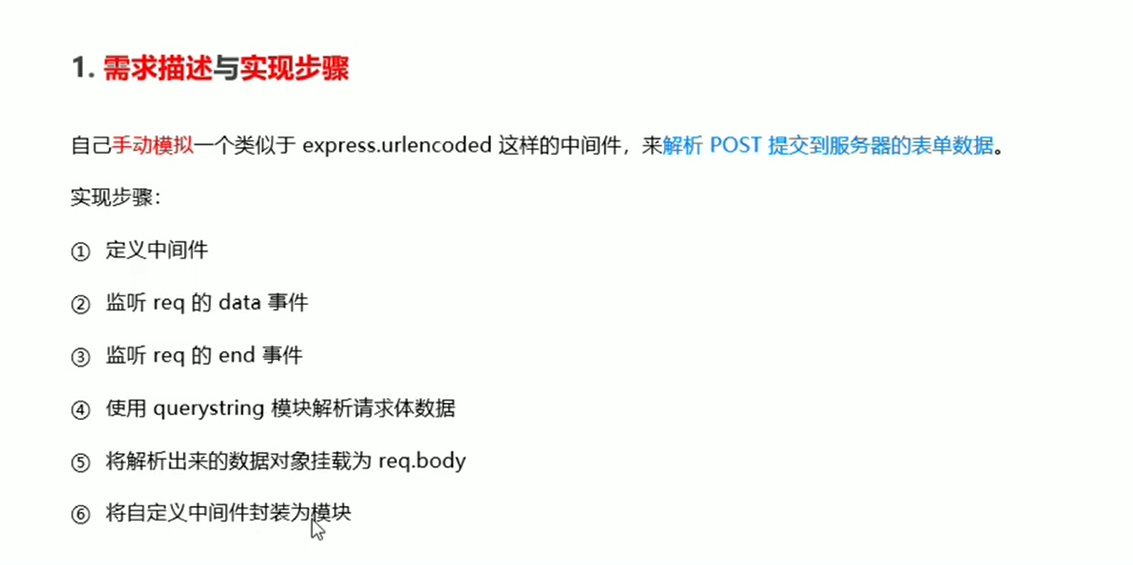 1. 需求描述与实现步骤
自己手动模拟一个类似于 express.urlencoded 这样的中间件，来解析 POST 提交到服务器的表单数据。
实现步骤：
① 定义中间件
② 监听 req 的 data 事件
③ 监听 req 的 end 事件
④ 使用 querystring 模块解析请求体数据
⑤ 将解析出来的数据对象挂载为 req.body
⑥ 将自定义中间件封装为模块